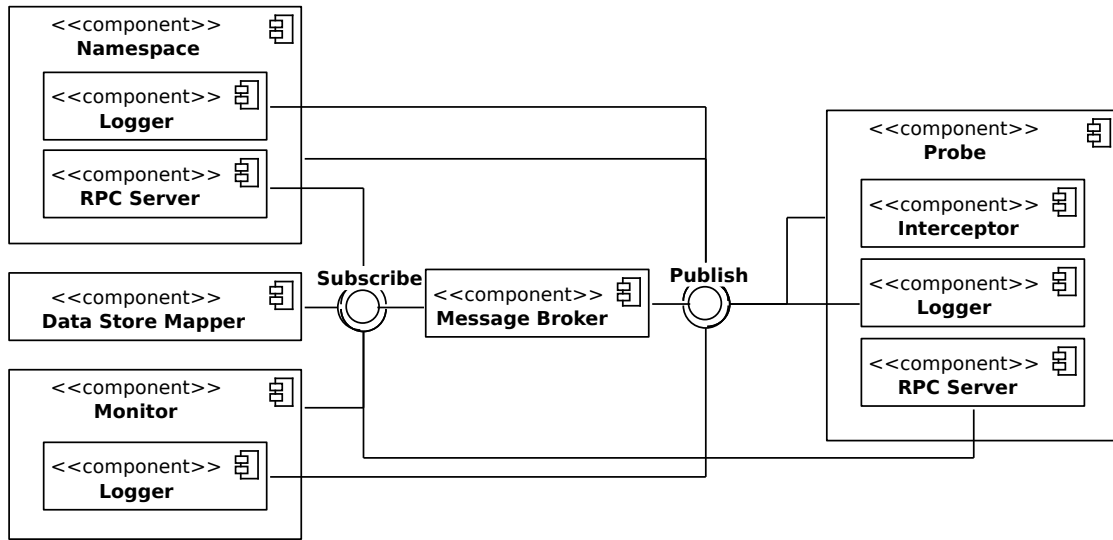 <<component>>
Namespace
<<component>>
Logger
<<component>>
RPC Server
<<component>>
Data Store Mapper
<<component>>
Monitor
<<component>>
Logger
Subscribe
<<component>>
Message Broker
Publish
<<component>>
Probe
<<component>>
Interceptor
<<component>>
Logger
<<component>>
RPC Server